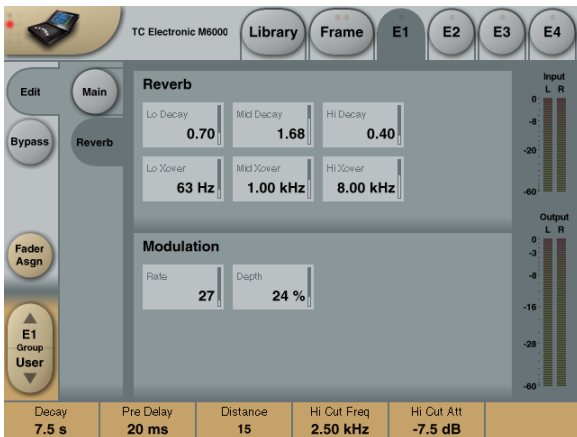 TC Electronic M6000
Library
Frame
E1
E2
E3
E4
Edit
Main
Bypass
Reverb
Fader
Asgn
E1
Group
User
Reverb
Lo Decay
Mid Decay
Hi Decay
0.70
1.68
0.40
Lo Xover
Mid Xover
Hi Xover
63 Hz
1.00 kHz
8.00 kHz
Modulation
Rate
Depth
27
24 %
Input
L R
0
-8
-20
-60
Output
L R
0
-3
-8
-16
-28
-60
Decay
Pre Delay
Distance
Hi Cut Freq
Hi Cut Att
7.5 s
20 ms
15
2.50 kHz
-7.5 dB